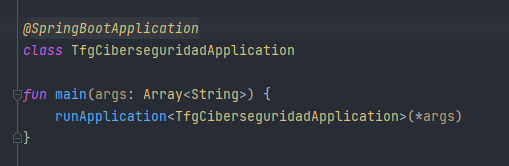 @SpringBootApplication
class TfgCiberseguridadApplication
fun main(args: Array<String>) {
runApplication<TfgCiberseguridadApplication>(*args)
}